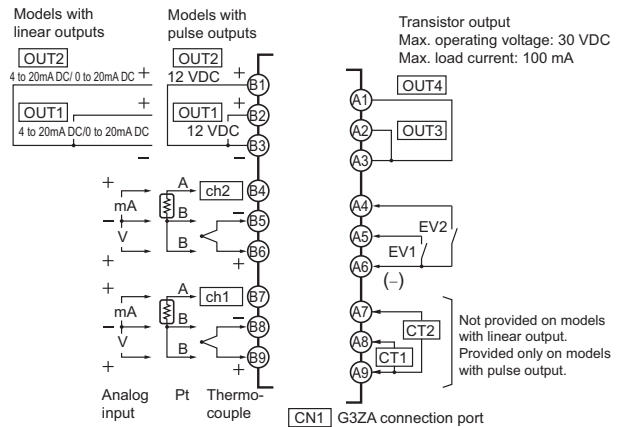 Models with
linear outputs
Models with
pulse outputs
OUT2
4 to 20mA DC/ 0 to 20mA DC +
12 VDC +
B1
OUT1
4 to 20mA DC/0 to 20mA DC
+
OUT1
12 VDC
+
B2
−
−
B3
+
mA
−
V
+
A
B
B
ch2
−
+
B4
B5
B6
+
mA
−
V
+
A
B
B
ch1
−
+
B7
B8
B9
Analog
input
Pt
Thermo-
couple
Transistor output
Max. operating voltage: 30 VDC
Max. load current: 100 mA
A1
OUT4
A2
OUT3
A3
A4
A5
EV1
EV2
A6
(−)
A7
CT2
A8
CT1
A9
Not provided on models
with linear output.
Provided only on models
with pulse output.
CN1 G3ZA connection port